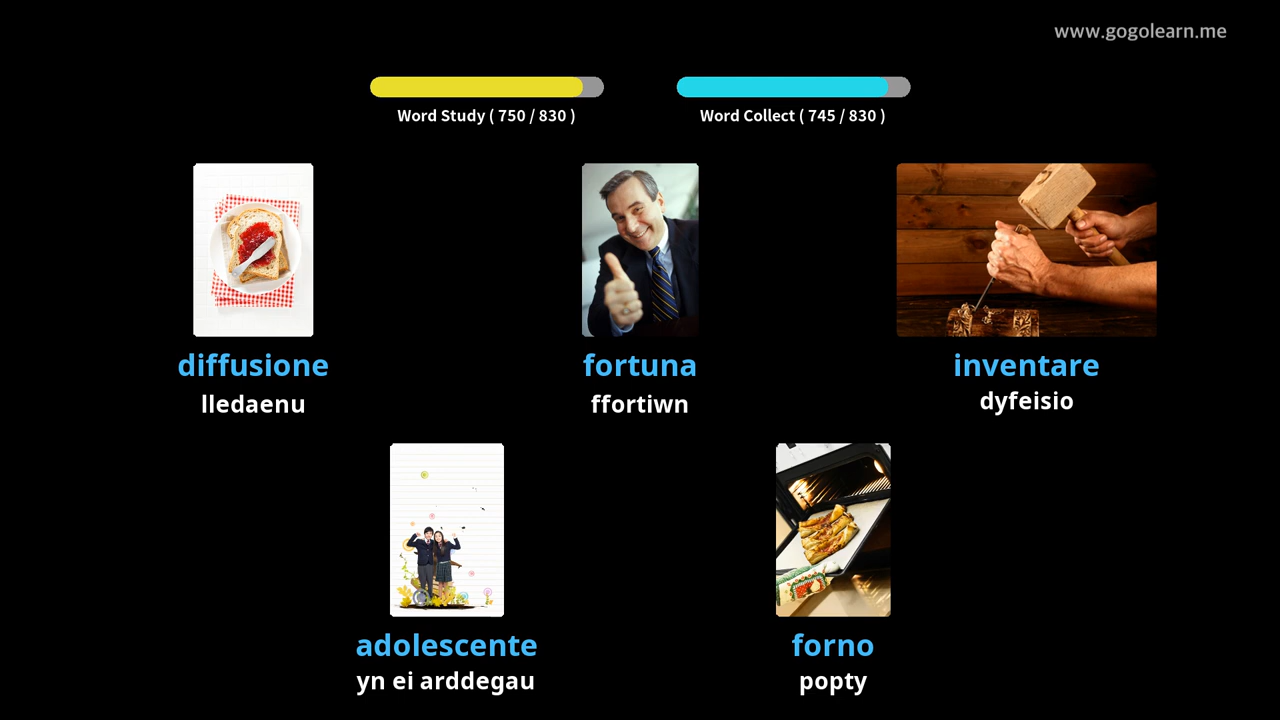 www.gogolearn.me
Word Study ( 750 / 830 )
Word Collect ( 745 / 830 )
diffusione
lledaenu
fortuna
ffortiwn
inventare
dyfeisio
adolescente
yn ei arddegau
forno
popty